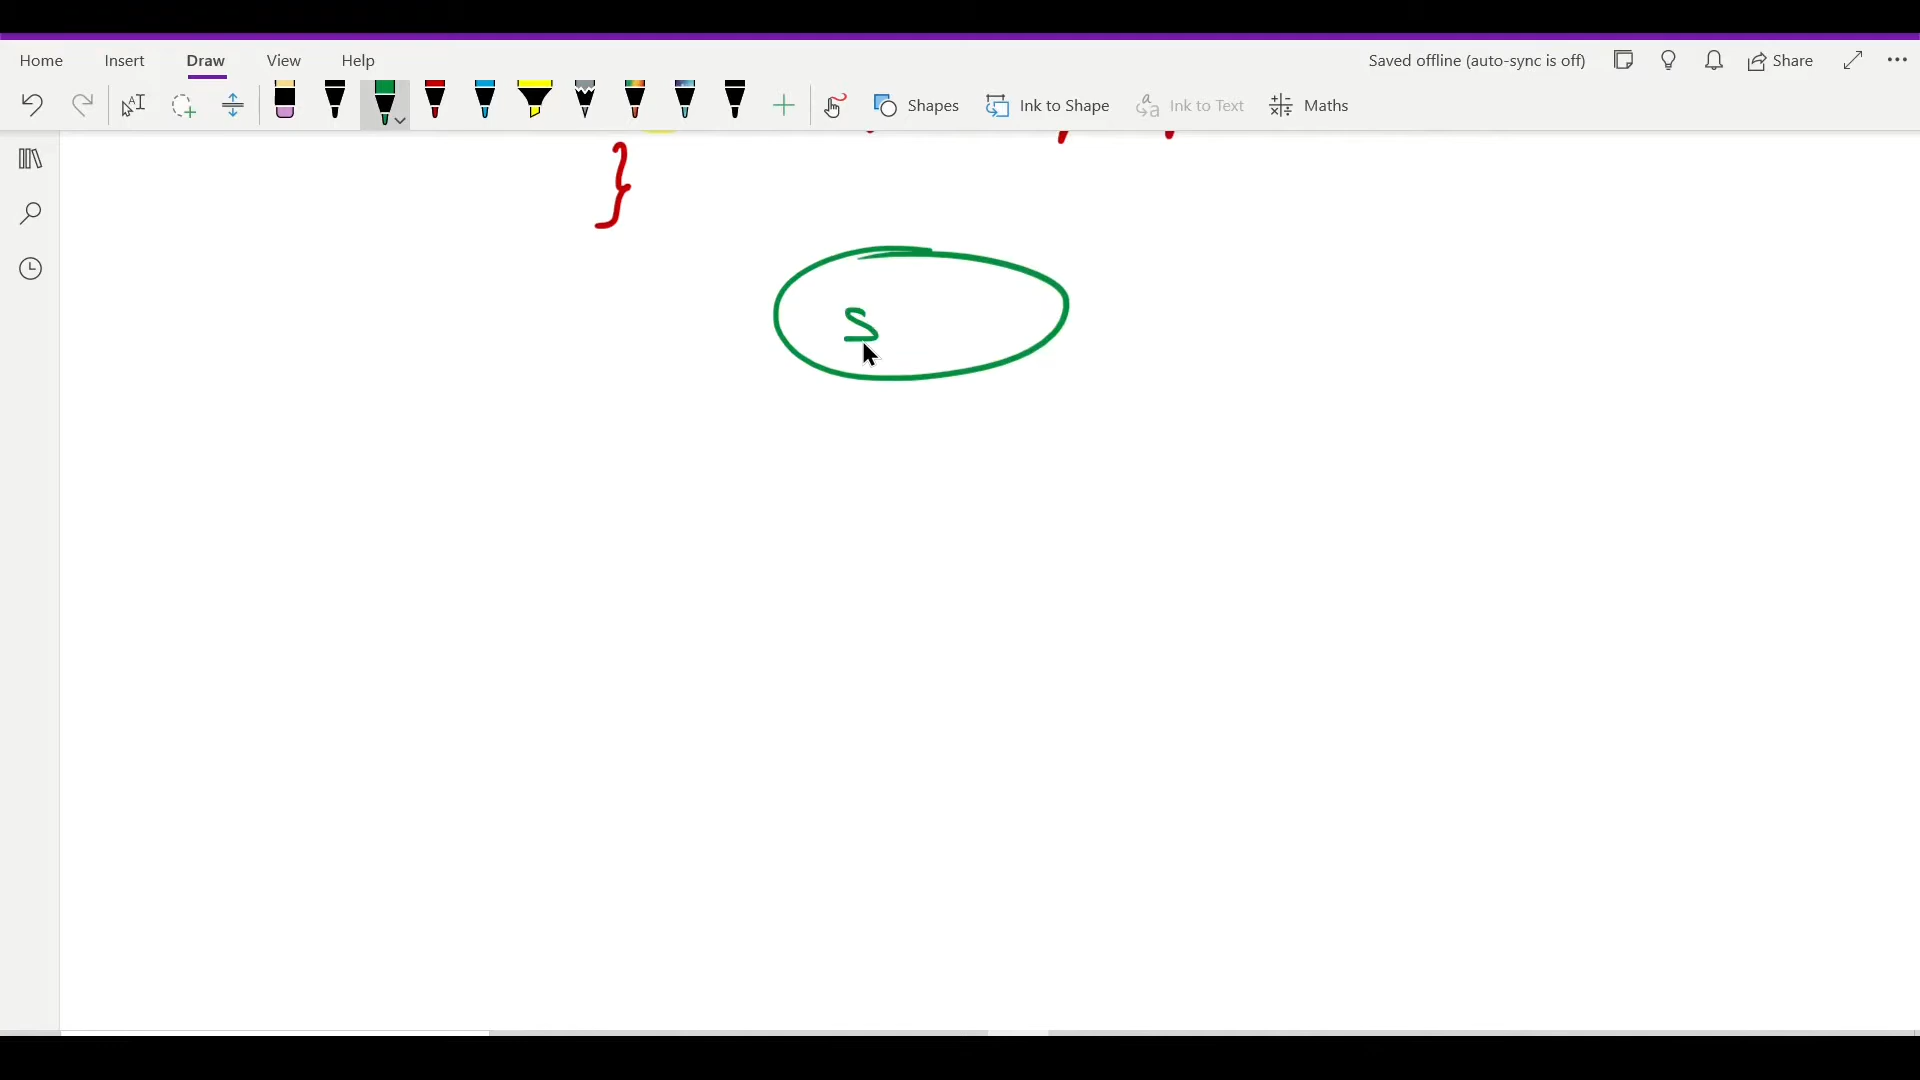 Home Insert Draw View Help Saved offline (auto-sync is off) Share
Shapes Ink to Shape Ink to Text Maths
}
S